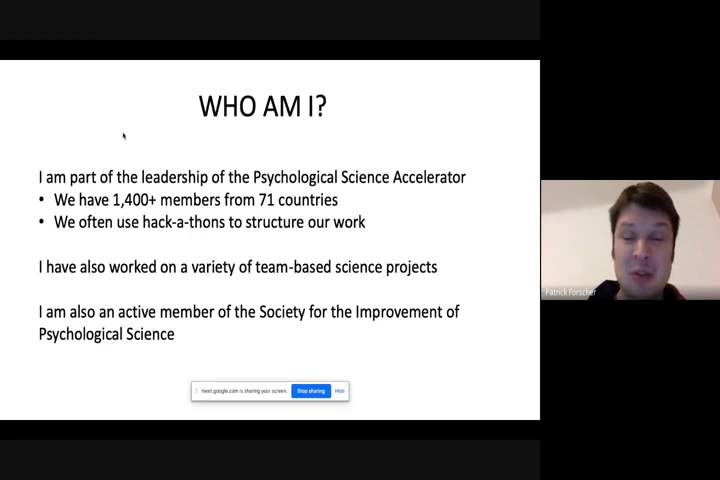 WHO AM I?
I am part of the leadership of the Psychological Science Accelerator
• We have 1,400+ members from 71 countries
• We often use hack-a-thons to structure our work
I have also worked on a variety of team-based science projects
I am also an active member of the Society for the Improvement of
Psychological Science
meet.google.com is sharing your screen. Stop sharing Hide
Patrick Forscher